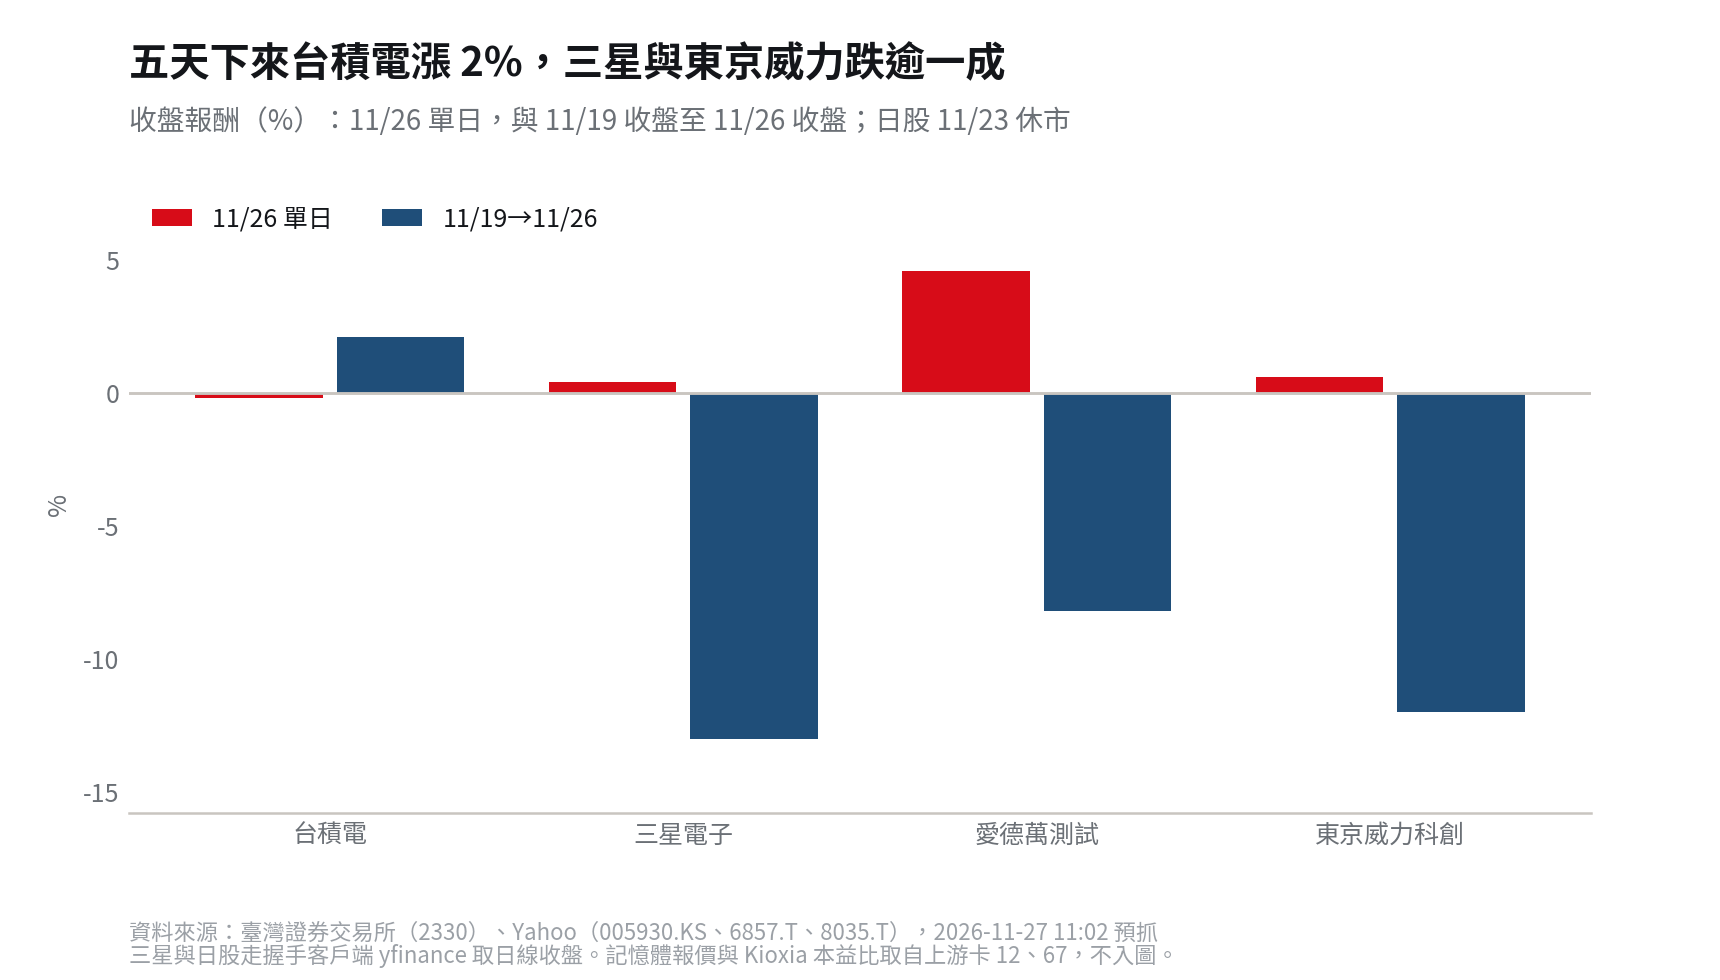 五天下來台積電漲 2%，三星與東京威力跌逾一成
收盤報酬（%）：11/26 單日，與 11/19 收盤至 11/26 收盤；日股 11/23 休市
11/26 單日
11/19→11/26
5
0
-5
-10
-15
%
台積電
三星電子
愛德萬測試
東京威力科創
資料來源：臺灣證券交易所（2330）、Yahoo（005930.KS、6857.T、8035.T），2026-11-27 11:02 預抓
三星與日股走握手客戶端 yfinance 取日線收盤。記憶體報價與 Kioxia 本益比取自上游卡 12、67，不入圖。